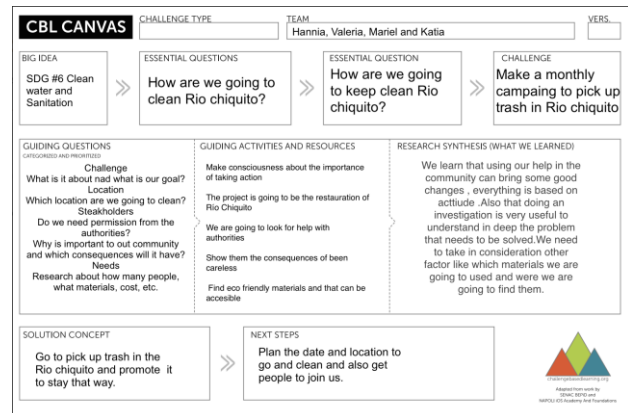 CBL CANVAS
CHALLENGE TYPE
TEAM
Hannia, Valeria, Mariel and Katia
VERS.
BIG IDEA
SDG #6 Clean
water and
Sanitation
ESSENTIAL QUESTIONS
How are we going to
clean Rio chiquito?
ESSENTIAL QUESTION
How are we going
to keep clean Rio
chiquito?
CHALLENGE
Make a monthly
campaing to pick up
trash in Rio chiquito
GUIDING QUESTIONS
CATEGORIZED AND PRIORITIZED
Challenge
What is it about nad what is our goal?
Location
Which location are we going to clean?
Steakholders
Do we need permission from the
authorities?
Why is important to out community
and which consequences will it have?
Needs
Research about how many people,
what materials, cost, etc.
GUIDING ACTIVITIES AND RESOURCES
Make consciousness about the importance
of taking action
The project is going to be the restauration of
Rio Chiquito
We are going to look for help with
authorities
Show them the consequences of been
careless
Find eco friendly materials and that can be
accesible
RESEARCH SYNTHESIS (WHAT WE LEARNED)
We learn that using our help in the
community can bring some good
changes , everything is based on
acttiude .Also that doing an
investigation is very useful to
understand in deep the problem
that needs to be solved.We need
to take in consideration other
factor like which materials we are
going to used and were we are
going to find them.
SOLUTION CONCEPT
Go to pick up trash in the
Rio chiquito and promote it
to stay that way.
NEXT STEPS
Plan the date and location to
go and clean and also get
people to join us.
challengebasedlearning.org
Adapted from work by
SENAC BEPID and
NAPOLI iOS Academy And Foundations